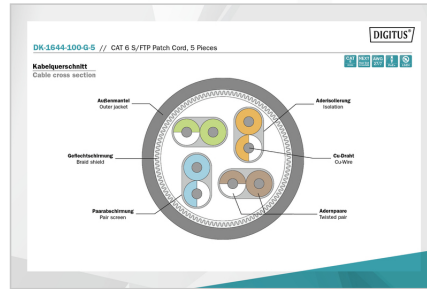 DIGITUS®
DK-1644-100-G-5 // CAT 6 S/FTP Patch Cord, 5 Pieces
Kabelquerschnitt
Cable cross section
Außenmantel
Outer jacket
Aderisolierung
Isolation
Geflechtschirmung
Braid shield
Cu-Draht
Cu-Wire
Paarabschirmung
Pair screen
Adernpaare
Twisted pair